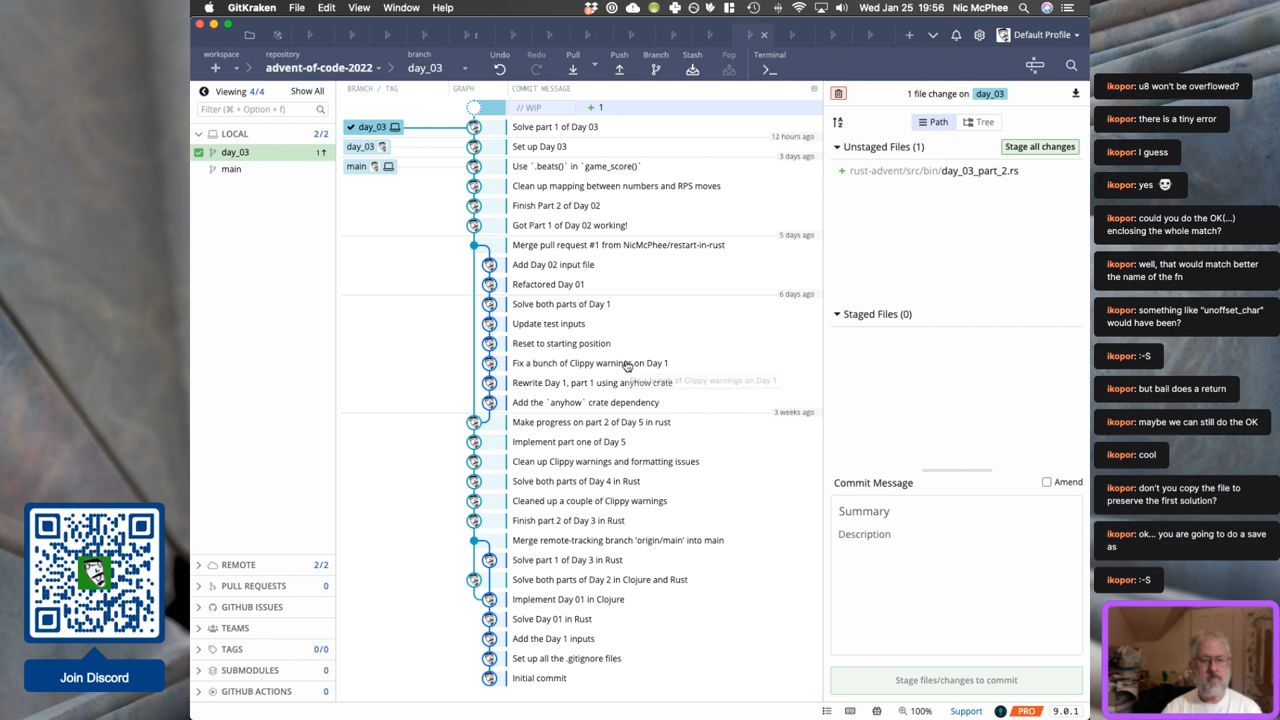 GitKraken File Edit View Window Help
Wed Jan 25 19:56 Nic McPhee
Default Profile
workspace
repository
advent-of-code-2022
branch
day_03
Undo
Redo
Pull
Push
Branch
Stash
Pop
Terminal
Viewing 4/4 Show All
Filter (⌘ + Option + f)
LOCAL 2/2
day_03 1↑
main
REMOTE 2/2
PULL REQUESTS 0
GITHUB ISSUES
TEAMS
TAGS 0/0
SUBMODULES 0
GITHUB ACTIONS 0
BRANCH / TAG GRAPH COMMIT MESSAGE
// WIP + 1
day_03 Solve part 1 of Day 03
12 hours ago
day_03 Set up Day 03
3 days ago
main Use `.beats()` in `game_score()`
Clean up mapping between numbers and RPS moves
Finish Part 2 of Day 02
Got Part 1 of Day 02 working!
5 days ago
Merge pull request #1 from NicMcPhee/restart-in-rust
Add Day 02 input file
Refactored Day 01
6 days ago
Solve both parts of Day 1
Update test inputs
Reset to starting position
Fix a bunch of Clippy warnings on Day 1
Rewrite Day 1, part 1 using anyhow crate
of Clippy warnings on Day 1
Add the `anyhow` crate dependency
3 weeks ago
Make progress on part 2 of Day 5 in rust
Implement part one of Day 5
Clean up Clippy warnings and formatting issues
Solve both parts of Day 4 in Rust
Cleaned up a couple of Clippy warnings
Finish part 2 of Day 3 in Rust
Merge remote-tracking branch 'origin/main' into main
Solve part 1 of Day 3 in Rust
Solve both parts of Day 2 in Clojure and Rust
Implement Day 01 in Clojure
Solve Day 01 in Rust
Add the Day 1 inputs
Set up all the .gitignore files
Initial commit
1 file change on day_03
Path Tree
Unstaged Files (1) Stage all changes
+ rust-advent/src/bin/day_03_part_2.rs
Staged Files (0)
Commit Message Amend
Summary
Description
Stage files/changes to commit
100% Support PRO 9.0.1
ikopor: u8 won't be overflowed?
ikopor: there is a tiny error
ikopor: I guess
ikopor: yes
ikopor: could you do the OK(...)
enclosing the whole match?
ikopor: well, that would match better
the name of the fn
ikopor: something like "unoffset_char"
would have been?
ikopor: :-S
ikopor: but bail does a return
ikopor: maybe we can still do the OK
ikopor: cool
ikopor: don't you copy the file to
preserve the first solution?
ikopor: ok... you are going to do a save
as
ikopor: :-S
Join Discord